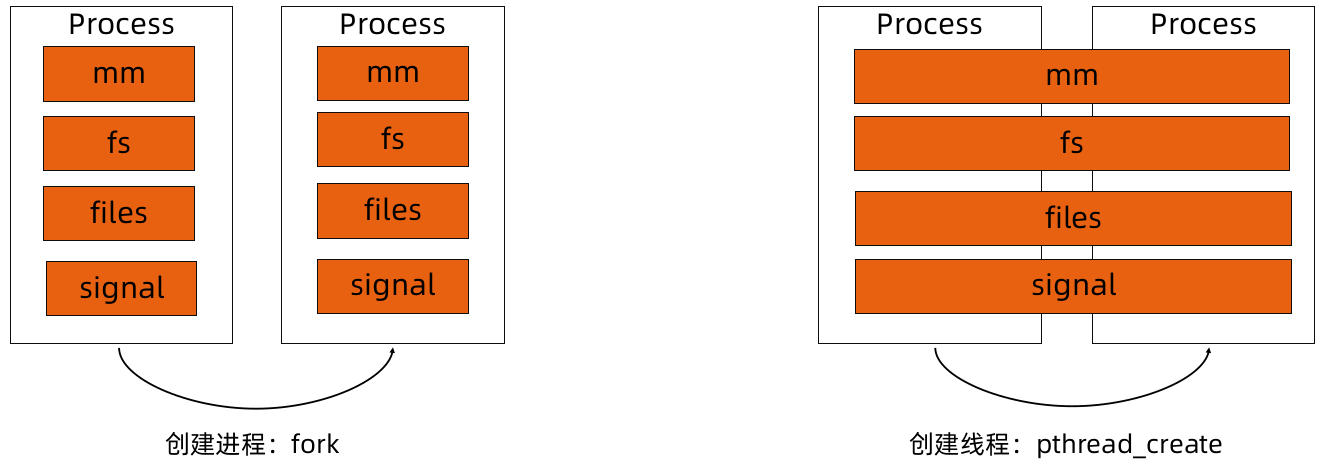 Process
mm
fs
files
signal
Process
mm
fs
files
signal
创建进程：fork
Process
Process
mm
fs
files
signal
创建线程：pthread_create